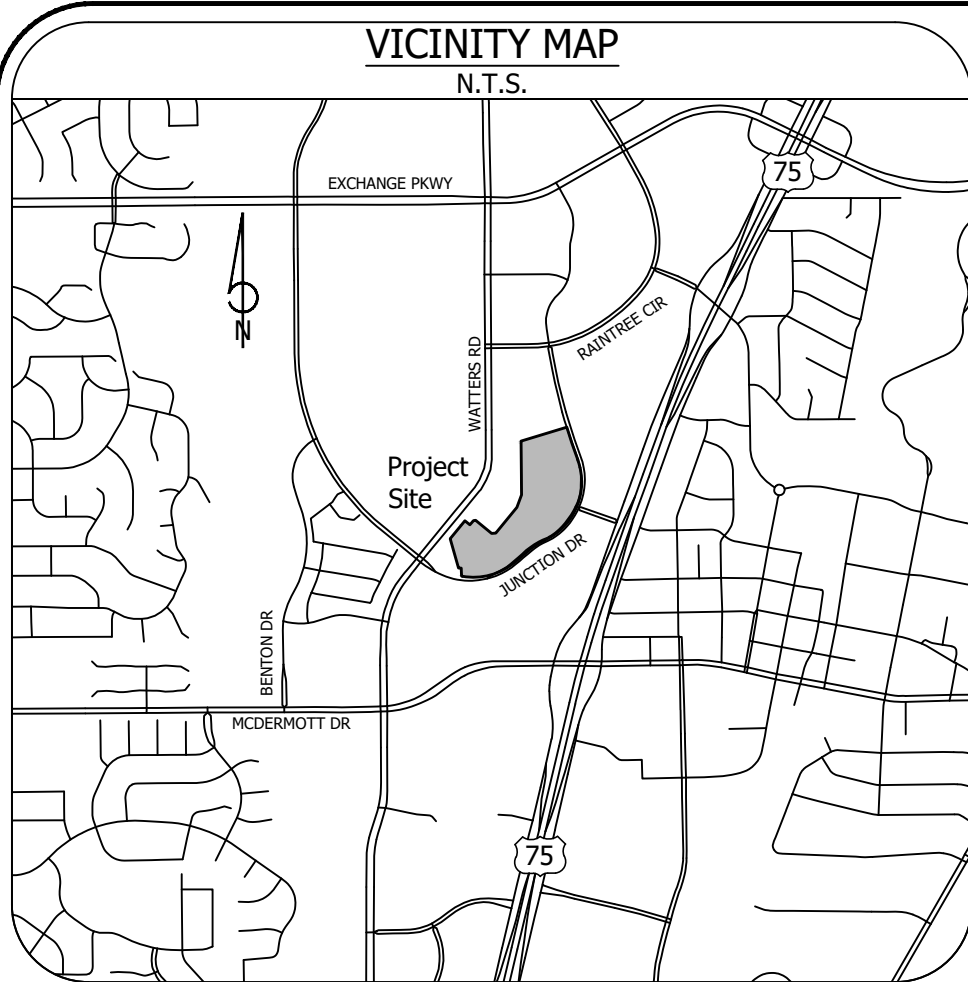 VICINITY MAP
N.T.S.
EXCHANGE PKWY
75
N
RAINTREE CIR
WATTERS RD
Project
Site
JUNCTION DR
BENTON DR
MCDERMOTT DR
75